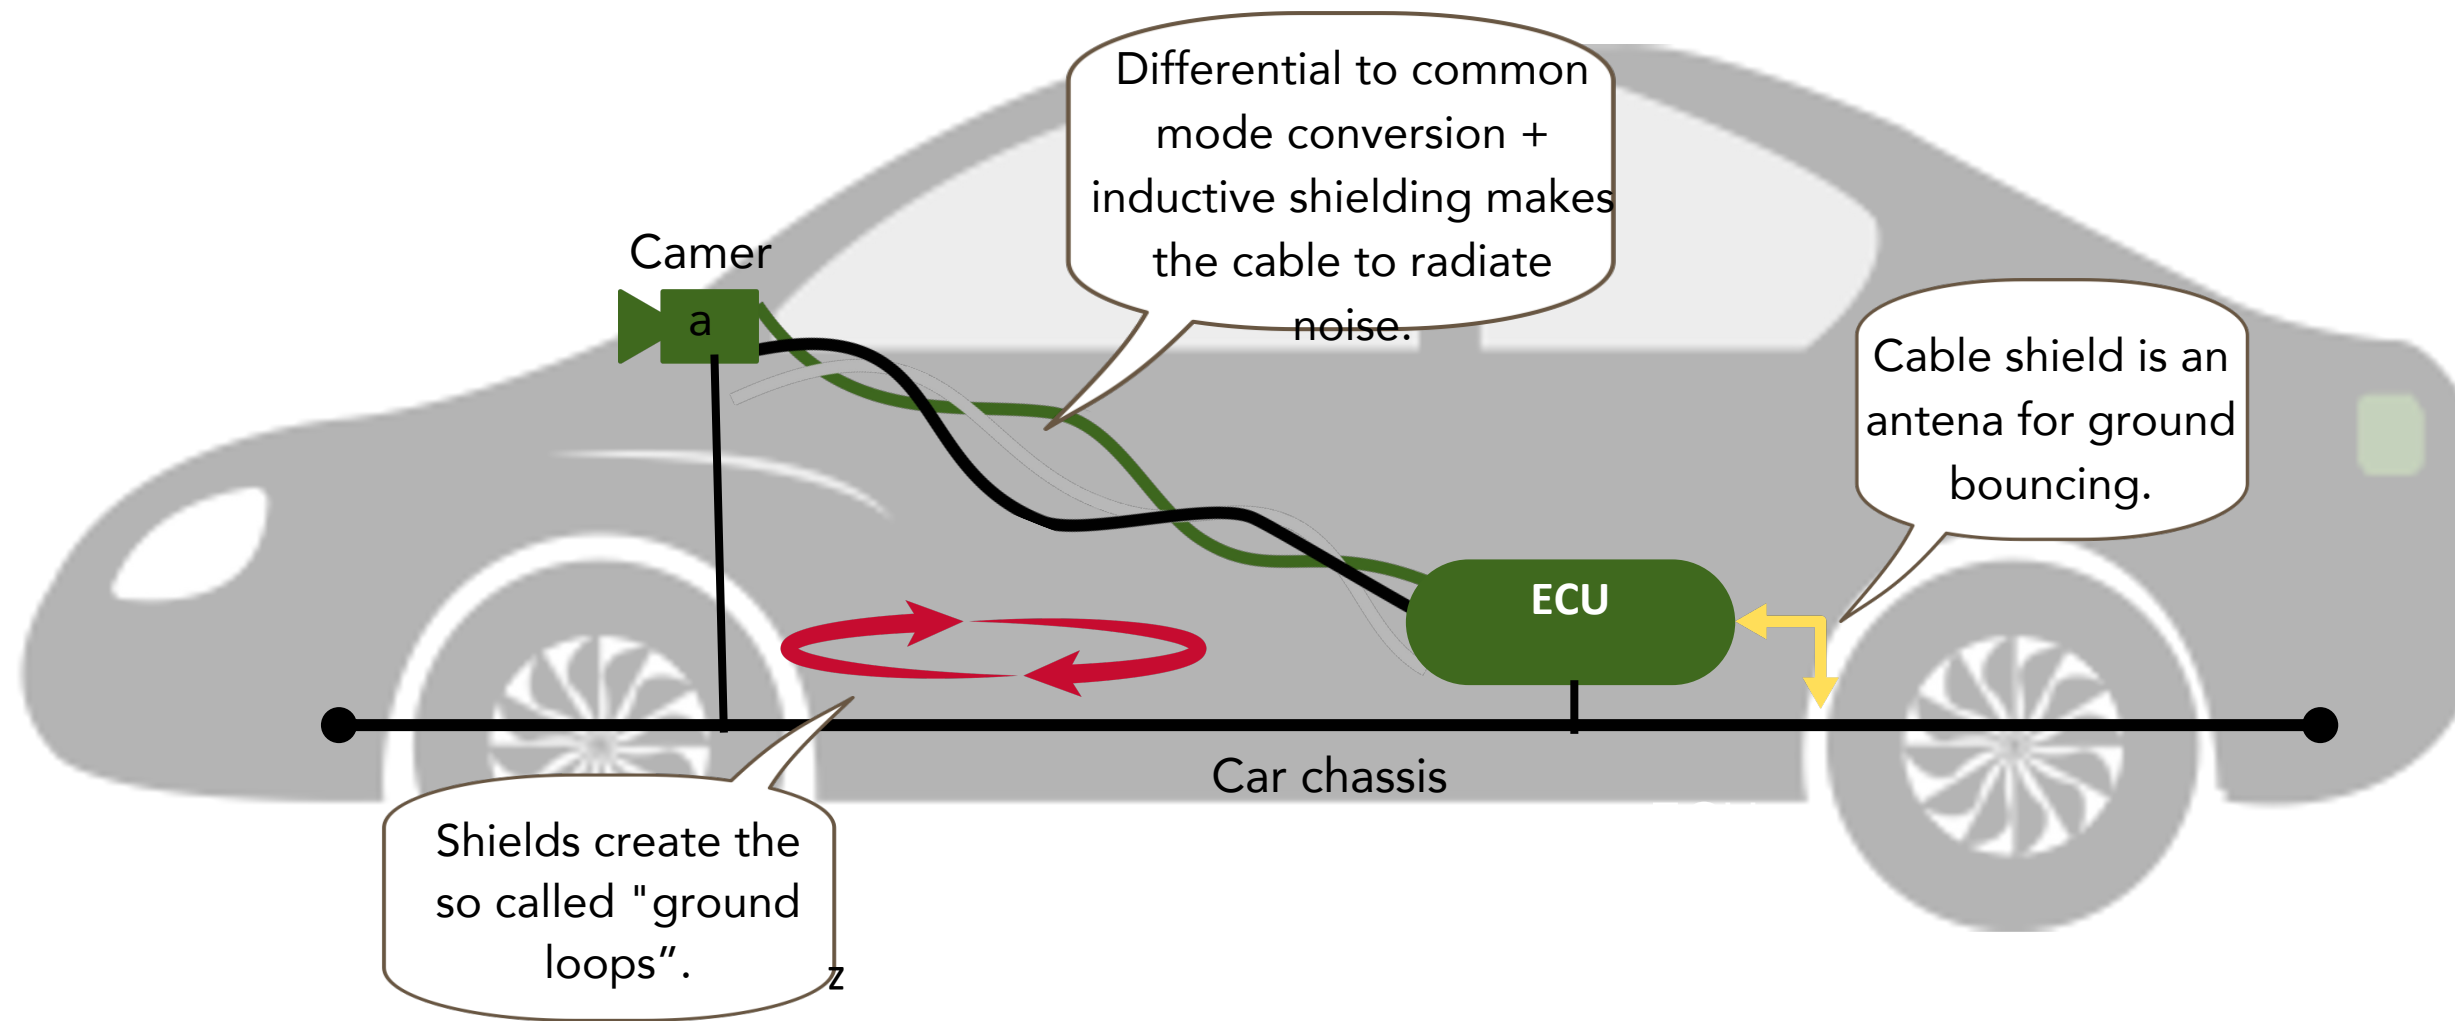 Differential to common
mode conversion +
inductive shielding makes
the cable to radiate
noise.
Camer
a
Cable shield is an
antena for ground
bouncing.
ECU
Car chassis
Shields create the
so called "ground
loops”.
z